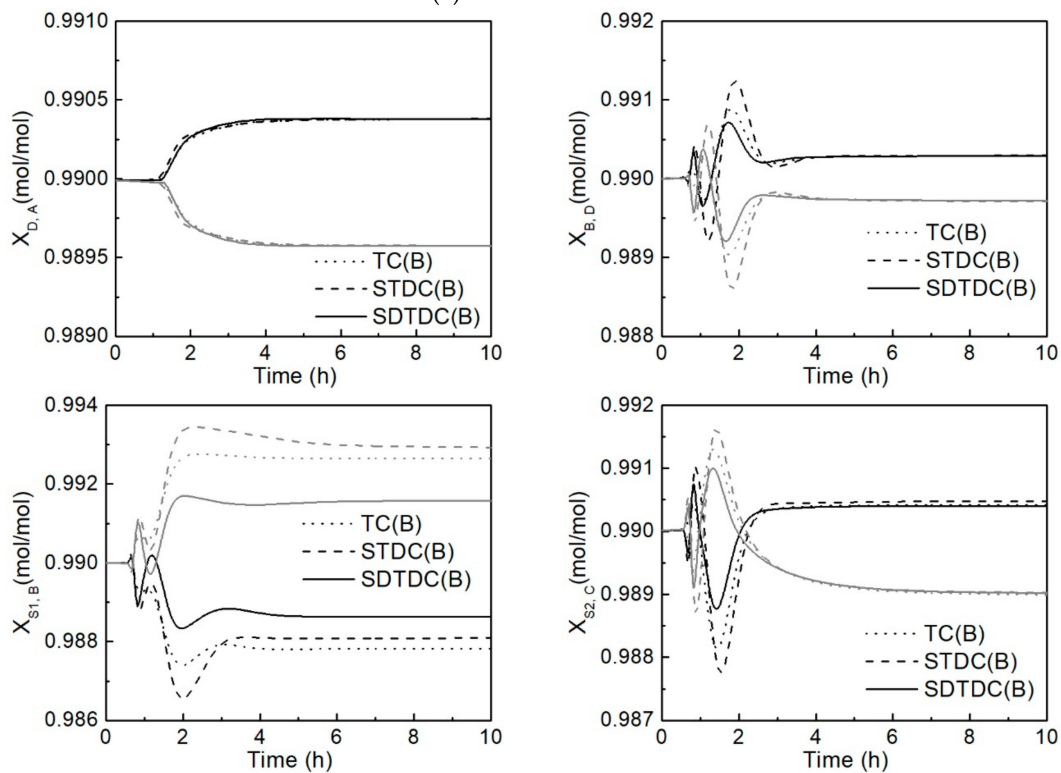 0.9910
0.9905
0.9900
0.9895
0.9890
X_D, A(mol/mol)
TC(B)
STDC(B)
SDTDC(B)
0 2 4 6 8 10
Time (h)
0.992
0.991
0.990
0.989
0.988
X_B, D(mol/mol)
TC(B)
STDC(B)
SDTDC(B)
0 2 4 6 8 10
Time (h)
0.994
0.992
0.990
0.988
0.986
X_S1, B(mol/mol)
TC(B)
STDC(B)
SDTDC(B)
0 2 4 6 8 10
Time (h)
0.992
0.991
0.990
0.989
0.988
0.987
X_S2, C(mol/mol)
TC(B)
STDC(B)
SDTDC(B)
0 2 4 6 8 10
Time (h)